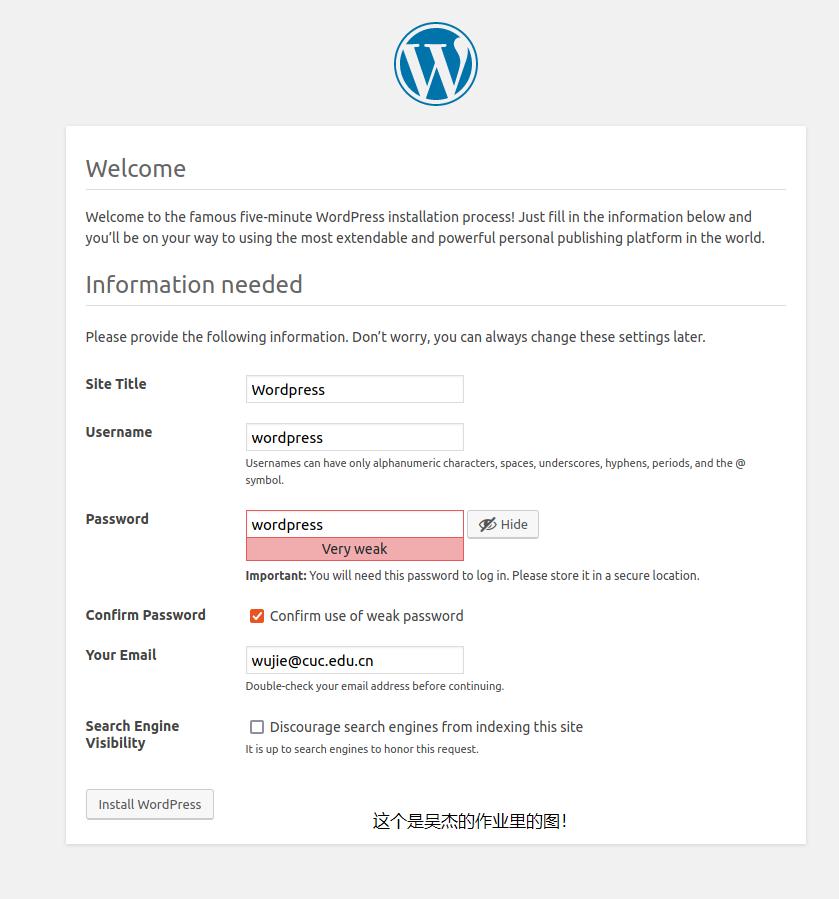 Welcome
Welcome to the famous five-minute WordPress installation process! Just fill in the information below and
you’ll be on your way to using the most extendable and powerful personal publishing platform in the world.
Information needed
Please provide the following information. Don’t worry, you can always change these settings later.
Site Title
Wordpress
Username
wordpress
Usernames can have only alphanumeric characters, spaces, underscores, hyphens, periods, and the @
symbol.
Password
wordpress
Hide
Very weak
Important: You will need this password to log in. Please store it in a secure location.
Confirm Password
Confirm use of weak password
Your Email
wujie@cuc.edu.cn
Double-check your email address before continuing.
Search Engine
Visibility
Discourage search engines from indexing this site
It is up to search engines to honor this request.
Install WordPress
这个是吴杰的作业里的图！